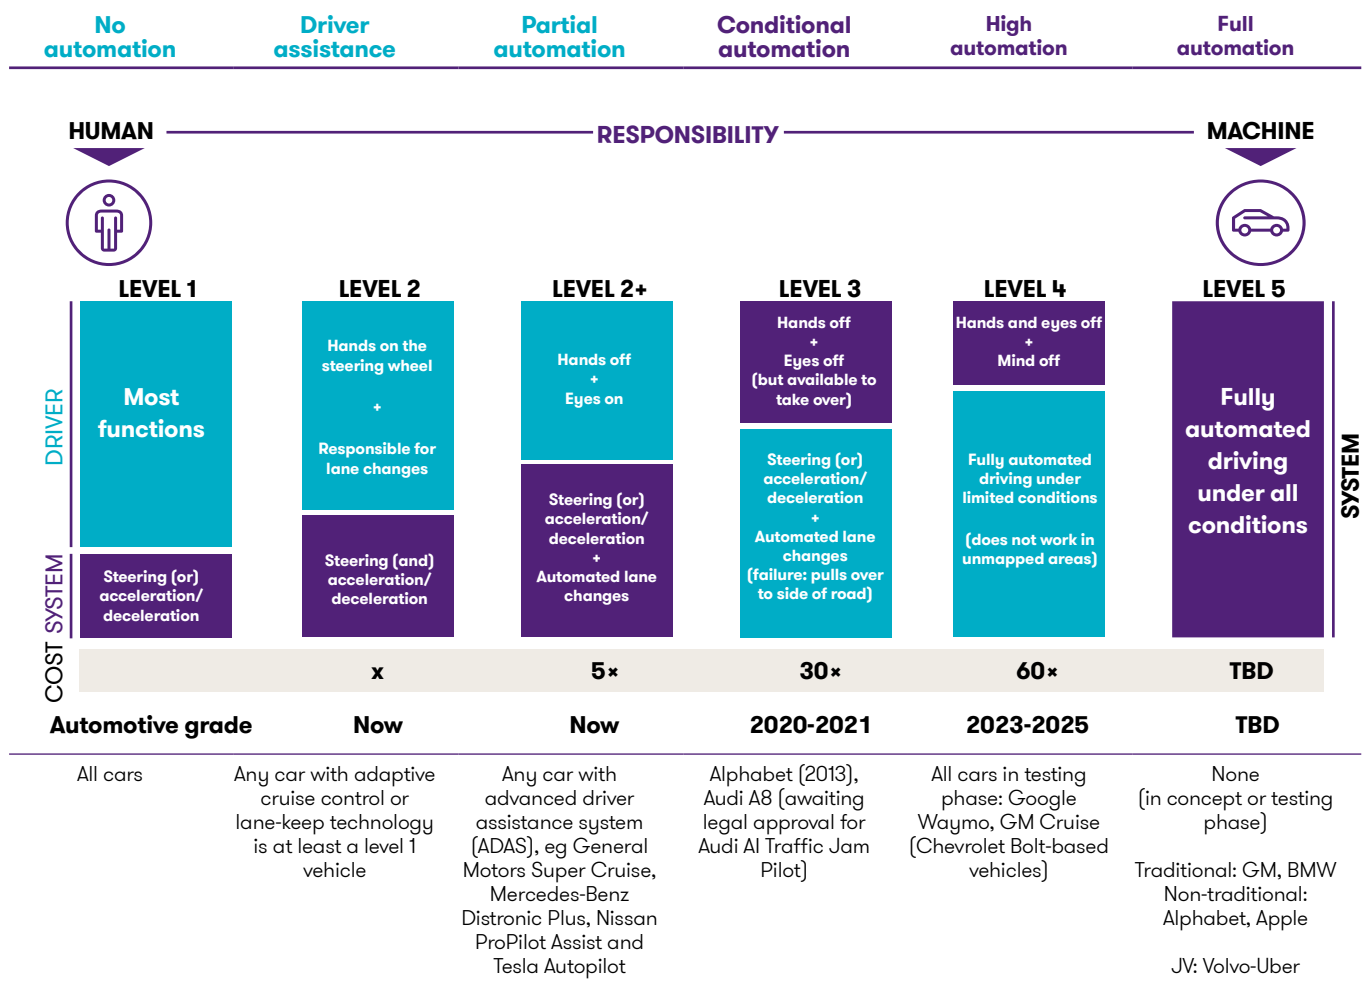 No
automation
Driver
assistance
Partial
automation
Conditional
automation
High
automation
Full
automation
HUMAN
RESPONSIBILITY
MACHINE
LEVEL 1
LEVEL 2
LEVEL 2+
LEVEL 3
LEVEL 4
LEVEL 5
DRIVER
SYSTEM
Most
functions
Steering (or)
acceleration/
deceleration
Hands on the
steering wheel
+
Responsible for
lane changes
Steering (and)
acceleration/
deceleration
Hands off
+
Eyes on
Steering (or)
acceleration/
deceleration
+
Automated lane
changes
Hands off
+
Eyes off
(but available to
take over)
Steering (or)
acceleration/
deceleration
+
Automated lane
changes
(failure: pulls over
to side of road)
Hands and eyes off
+
Mind off
Fully automated
driving under
limited conditions
(does not work in
unmapped areas)
Fully
automated
driving
under all
conditions
SYSTEM
COST
x
5×
30×
60×
TBD
Automotive grade
Now
Now
2020-2021
2023-2025
TBD
All cars
Any car with adaptive
cruise control or
lane-keep technology
is at least a level 1
vehicle
Any car with
advanced driver
assistance system
(ADAS), eg General
Motors Super Cruise,
Mercedes-Benz
Distronic Plus, Nissan
ProPilot Assist and
Tesla Autopilot
Alphabet (2013),
Audi A8 (awaiting
legal approval for
Audi AI Traffic Jam
Pilot)
All cars in testing
phase: Google
Waymo, GM Cruise
(Chevrolet Bolt-based
vehicles)
None
(in concept or testing
phase)
Traditional: GM, BMW
Non-traditional:
Alphabet, Apple
JV: Volvo-Uber